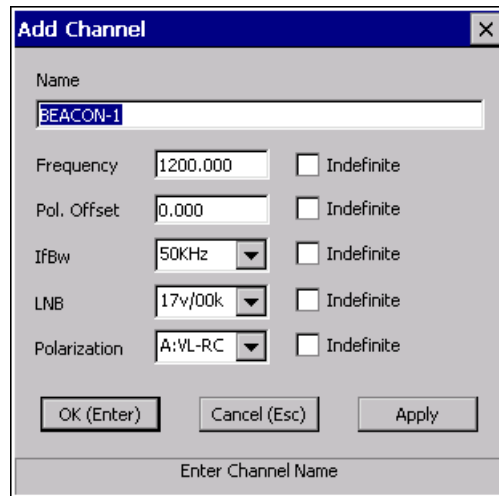 Add Channel
Name
BEACON-1
Frequency 1200.000 Indefinite
Pol. Offset 0.000 Indefinite
IfBw 50KHz Indefinite
LNB 17v/00k Indefinite
Polarization A:VL-RC Indefinite
OK (Enter) Cancel (Esc) Apply
Enter Channel Name